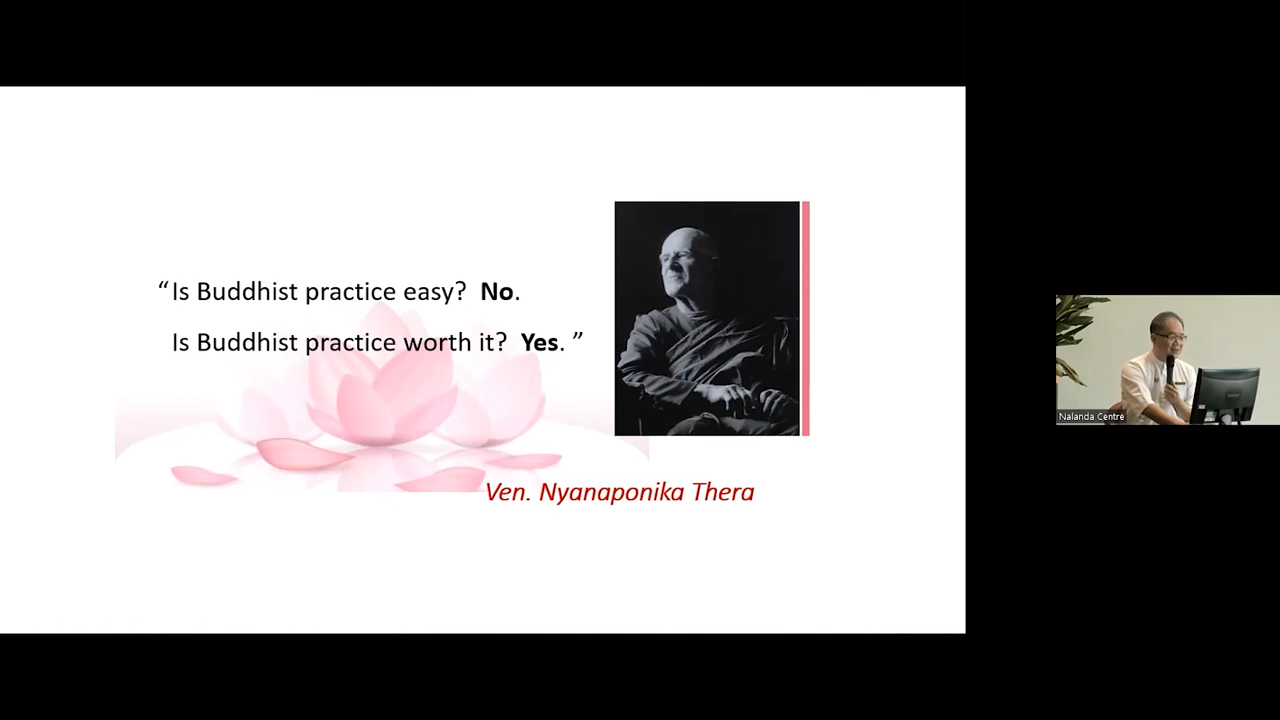 “Is Buddhist practice easy? No.
Is Buddhist practice worth it? Yes. ”
Ven. Nyanaponika Thera
Nalanda Centre